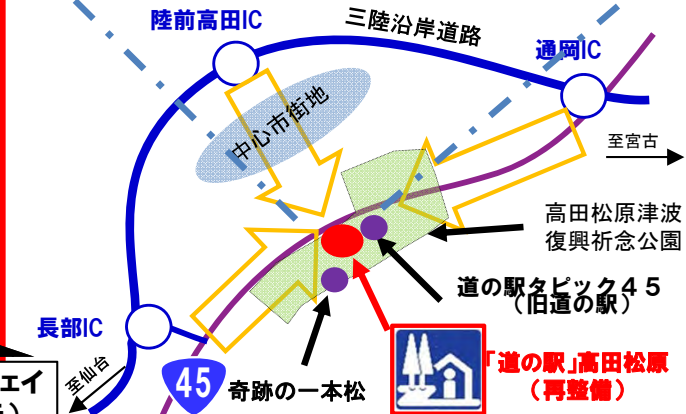 陸前高田IC
三陸沿岸道路
通岡IC
中心市街地
至宮古
高田松原津波
復興祈念公園
道の駅タピック45
（旧道の駅）
長部IC
至仙台
45
奇跡の一本松
「道の駅」高田松原
（再整備）
ェイ